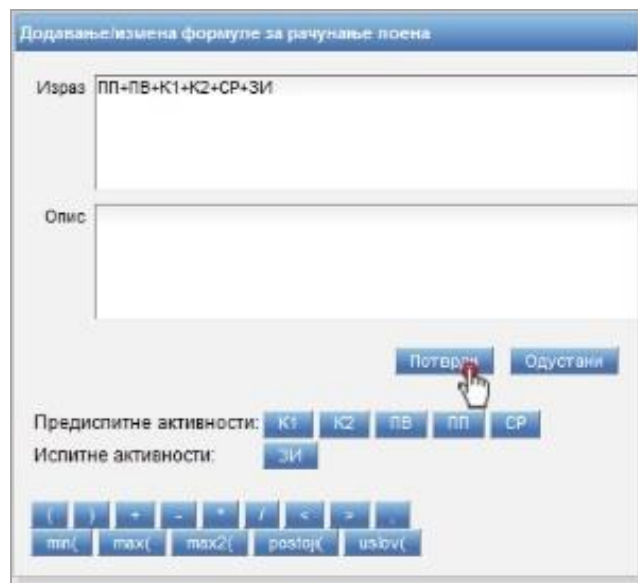 Додавање/измена формуле за рачунање поена
Израз ПП+ПВ+К1+К2+СР+ЗИ
Опис
Потврди Одустани
Предиспитне активности: К1 К2 ПВ ПП СР
Испитне активности: ЗИ
( ) + - * / < > ,
min( max( max2( postoji( uslov(